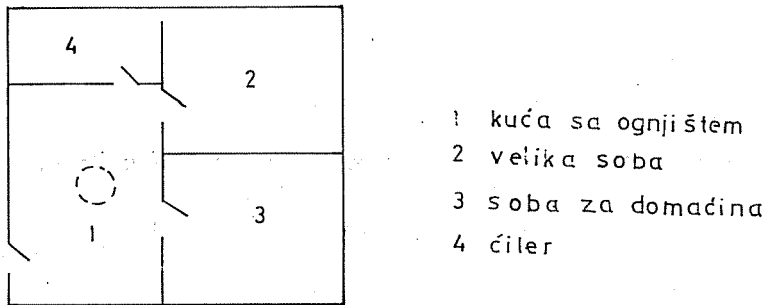 4
2
3
1
1 kuća sa ognjištem
2 velika soba
3 soba za domaćina
4 ćiler